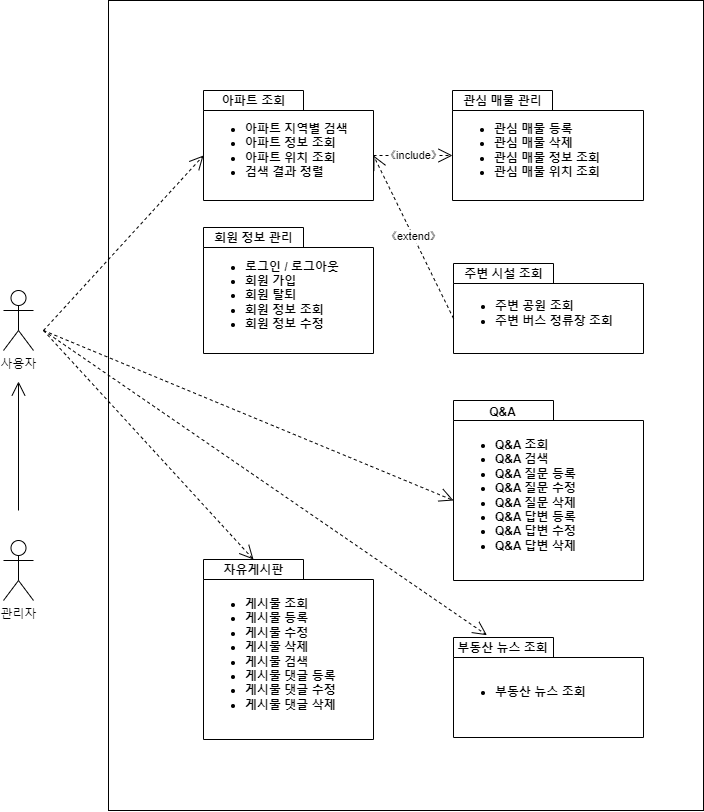 아파트 조회
아파트 지역별 검색
아파트 정보 조회
아파트 위치 조회
검색 결과 정렬
관심 매물 관리
관심 매물 등록
관심 매물 삭제
관심 매물 정보 조회
관심 매물 위치 조회
《include》
《extend》
회원 정보 관리
로그인 / 로그아웃
회원 가입
회원 탈퇴
회원 정보 조회
회원 정보 수정
주변 시설 조회
주변 공원 조회
주변 버스 정류장 조회
사용자
Q&A
Q&A 조회
Q&A 검색
Q&A 질문 등록
Q&A 질문 수정
Q&A 질문 삭제
Q&A 답변 등록
Q&A 답변 수정
Q&A 답변 삭제
관리자
자유게시판
게시물 조회
게시물 등록
게시물 수정
게시물 삭제
게시물 검색
게시물 댓글 등록
게시물 댓글 수정
게시물 댓글 삭제
부동산 뉴스 조회
부동산 뉴스 조회